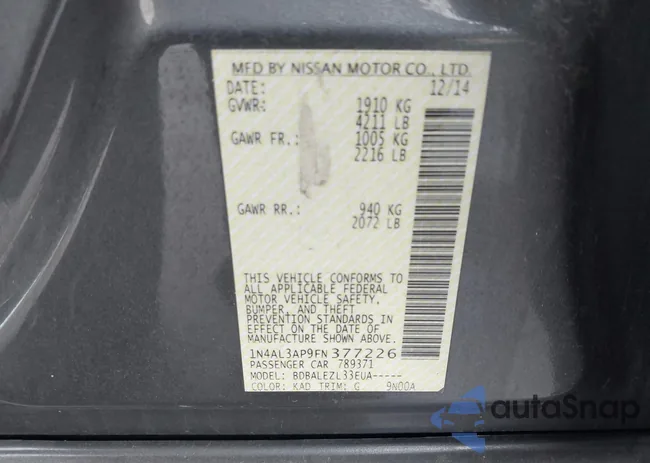 MFD BY NISSAN MOTOR CO., LTD.
DATE: 12/14
GVWR: 1910 KG
4211 LB
GAWR FR.: 1005 KG
2216 LB
GAWR RR.: 940 KG
2072 LB
THIS VEHICLE CONFORMS TO
ALL APPLICABLE FEDERAL
MOTOR VEHICLE SAFETY,
BUMPER, AND THEFT
PREVENTION STANDARDS
IN EFFECT ON THE DATE OF
MANUFACTURE SHOWN ABOVE.
1N4AL3AP9FN377226
PASSENGER CAR 789371
MODEL: BDBALEZL33EUA-----
COLOR: KAD TRIM: G 9N00A
autoSnap